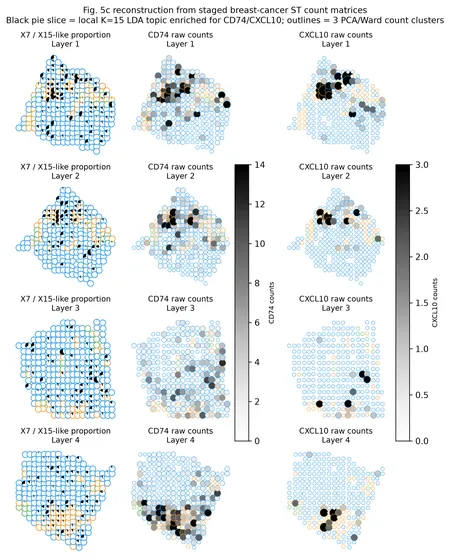 Fig. 5c reconstruction from staged breast-cancer ST count matrices
Black pie slice = local K=15 LDA topic enriched for CD74/CXCL10; outlines = 3 PCA/Ward count clusters
X7 / X15-like proportion
Layer 1
CD74 raw counts
Layer 1
CXCL10 raw counts
Layer 1
X7 / X15-like proportion
Layer 2
CD74 raw counts
Layer 2
CXCL10 raw counts
Layer 2
X7 / X15-like proportion
Layer 3
CD74 raw counts
Layer 3
CXCL10 raw counts
Layer 3
X7 / X15-like proportion
Layer 4
CD74 raw counts
Layer 4
CXCL10 raw counts
Layer 4
14
12
10
8
6
4
2
0
CD74 counts
3.0
2.5
2.0
1.5
1.0
0.5
0.0
CXCL10 counts